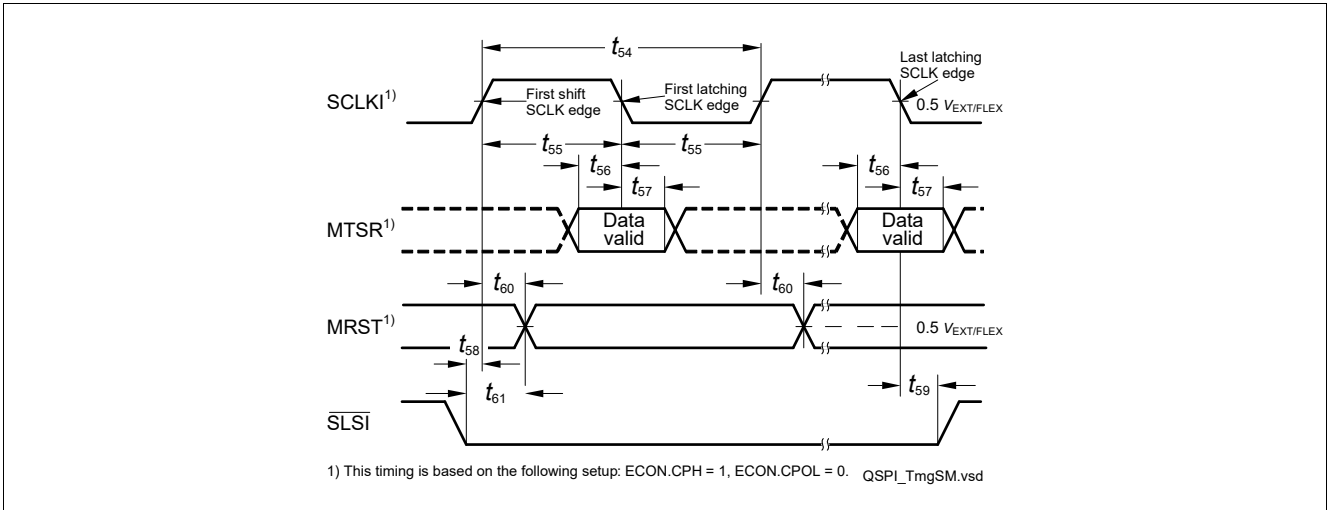 t54
SCLKI1)
First shift
SCLK edge
First latching
SCLK edge
Last latching
SCLK edge
0.5 VEXT/FLEX
t55
t55
t56
t57
t56
t57
MTSR1)
Data
valid
Data
valid
t60
t60
MRST1)
0.5 VEXT/FLEX
t58
t61
t59
SLSI
1) This timing is based on the following setup: ECON.CPH = 1, ECON.CPOL = 0.
QSPI_TmgSM.vsd